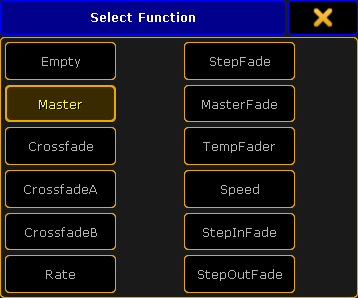 Select Function
Empty
StepFade
Master
MasterFade
Crossfade
TempFader
CrossfadeA
Speed
CrossfadeB
StepInFade
Rate
StepOutFade